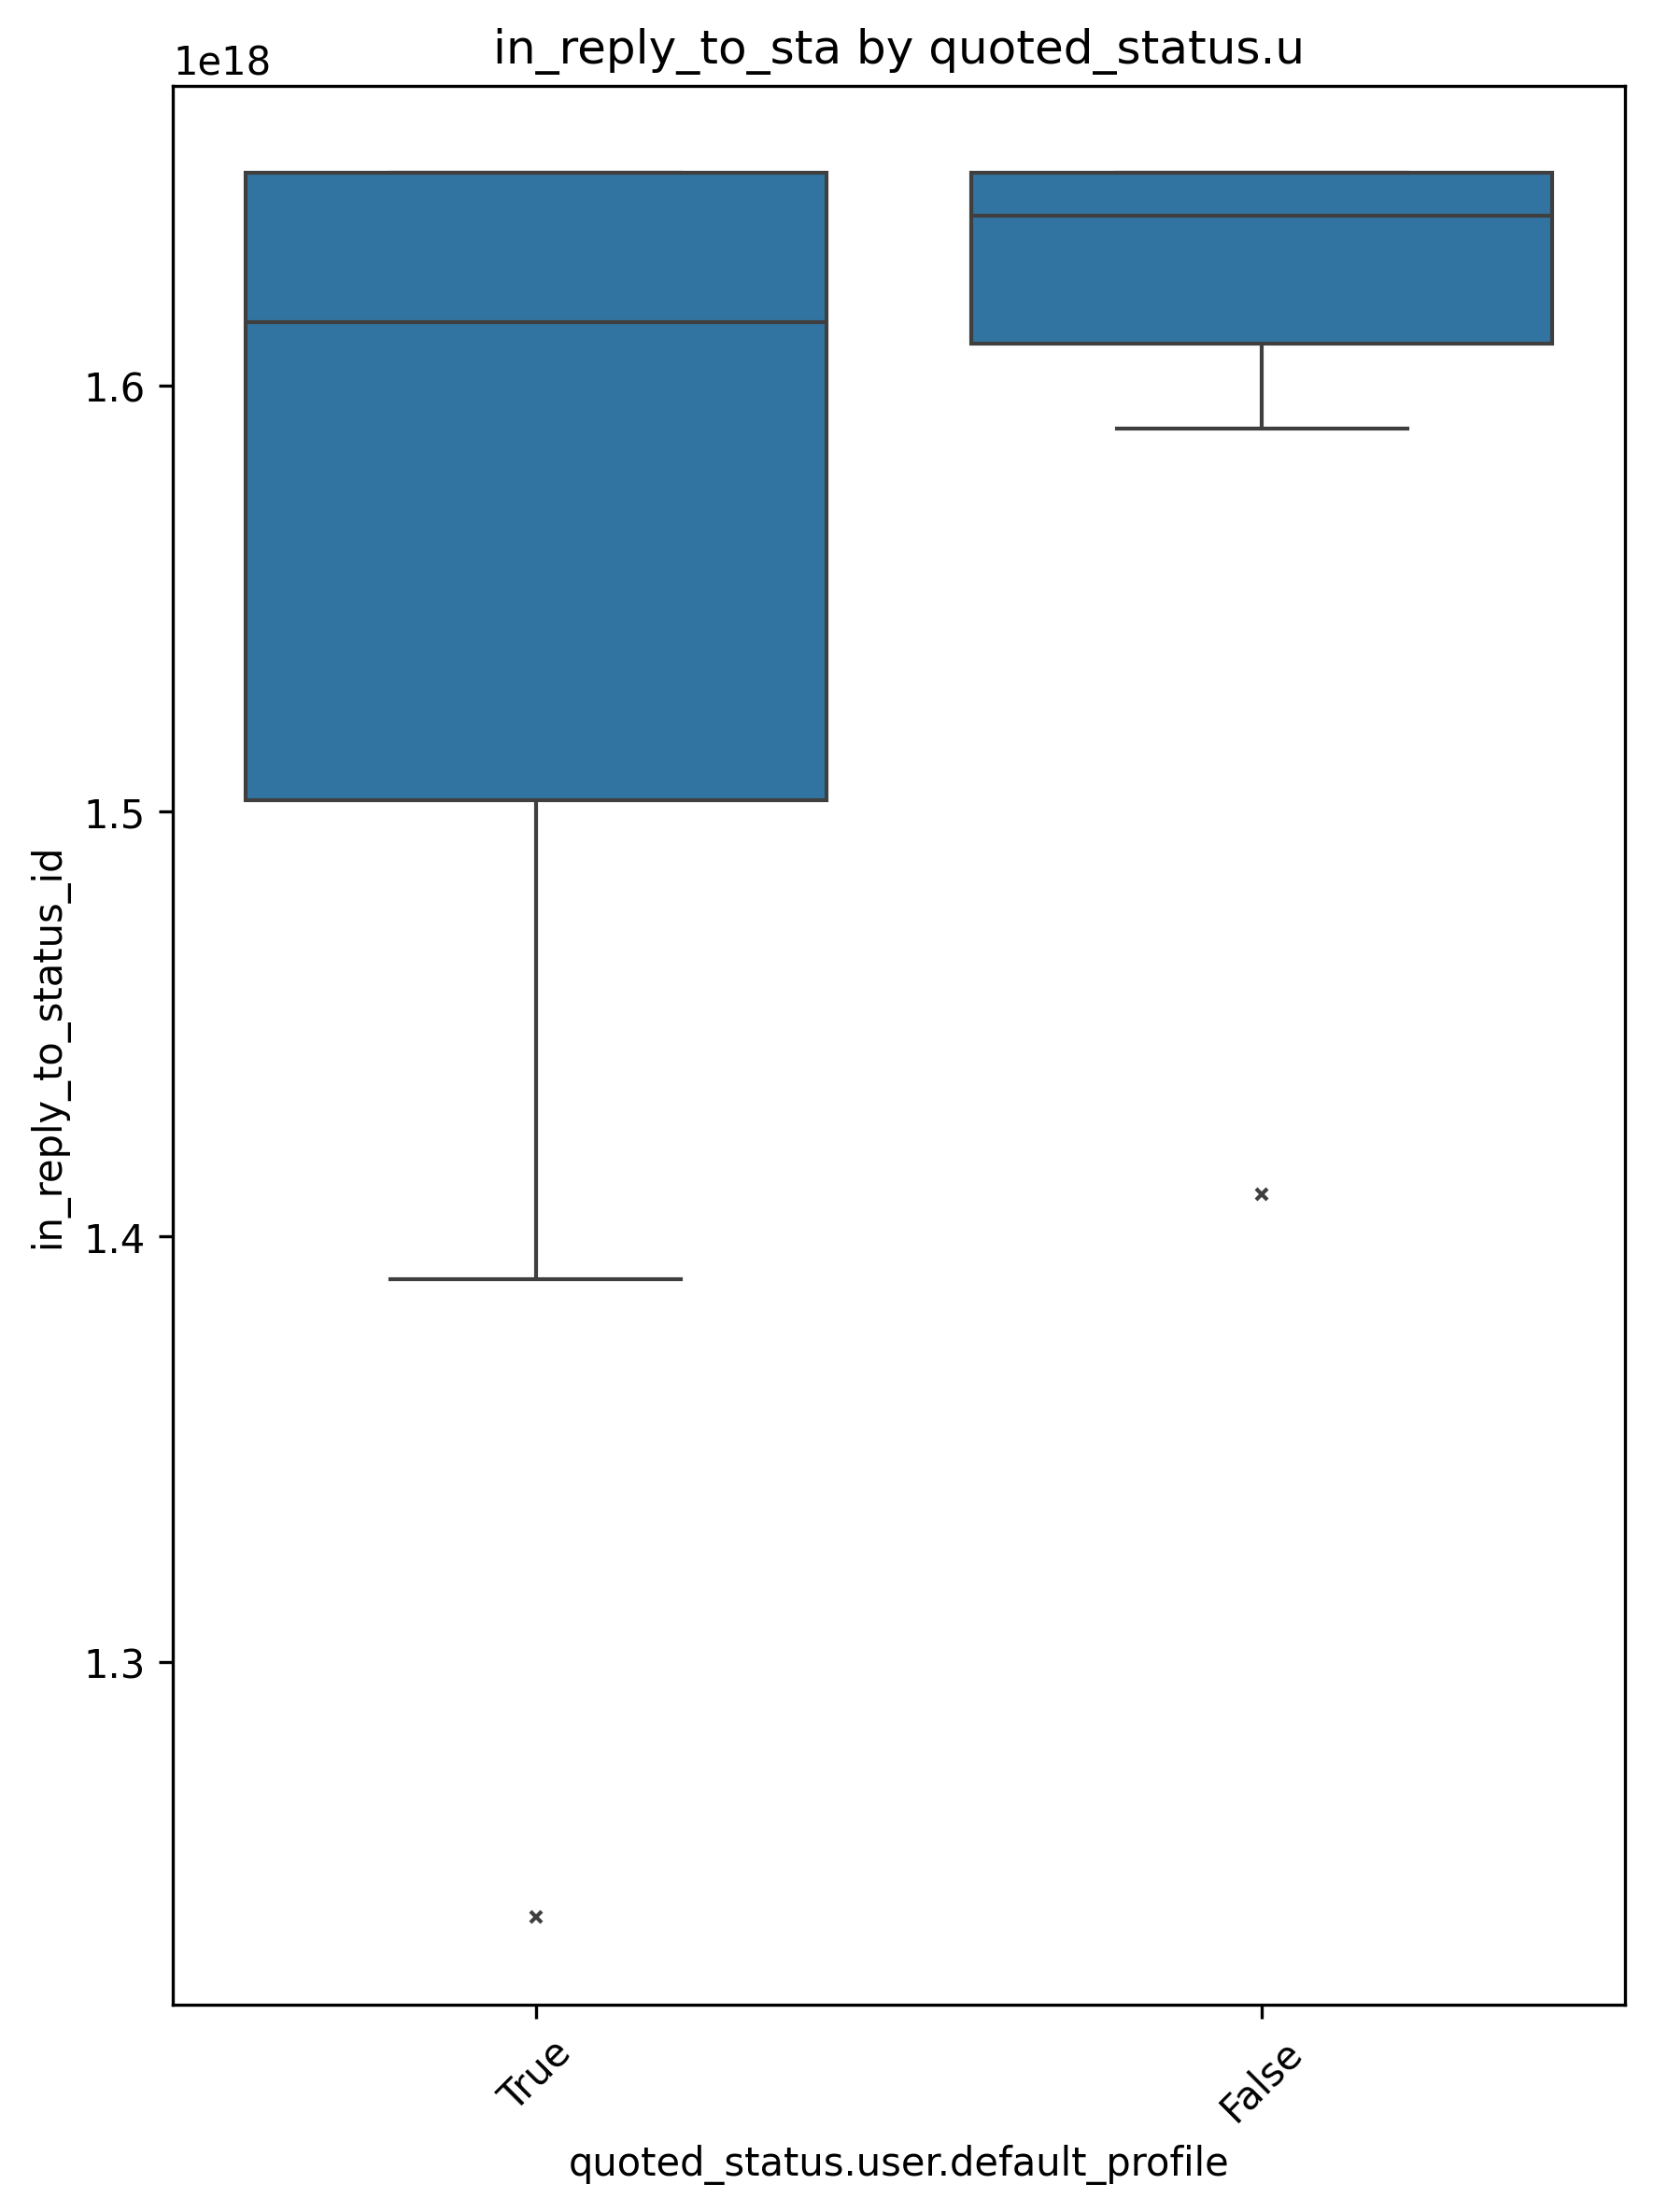 in_reply_to_sta by quoted_status.u
1e18
1.6
1.5
1.4
1.3
in_reply_to_status_id
True
False
quoted_status.user.default_profile